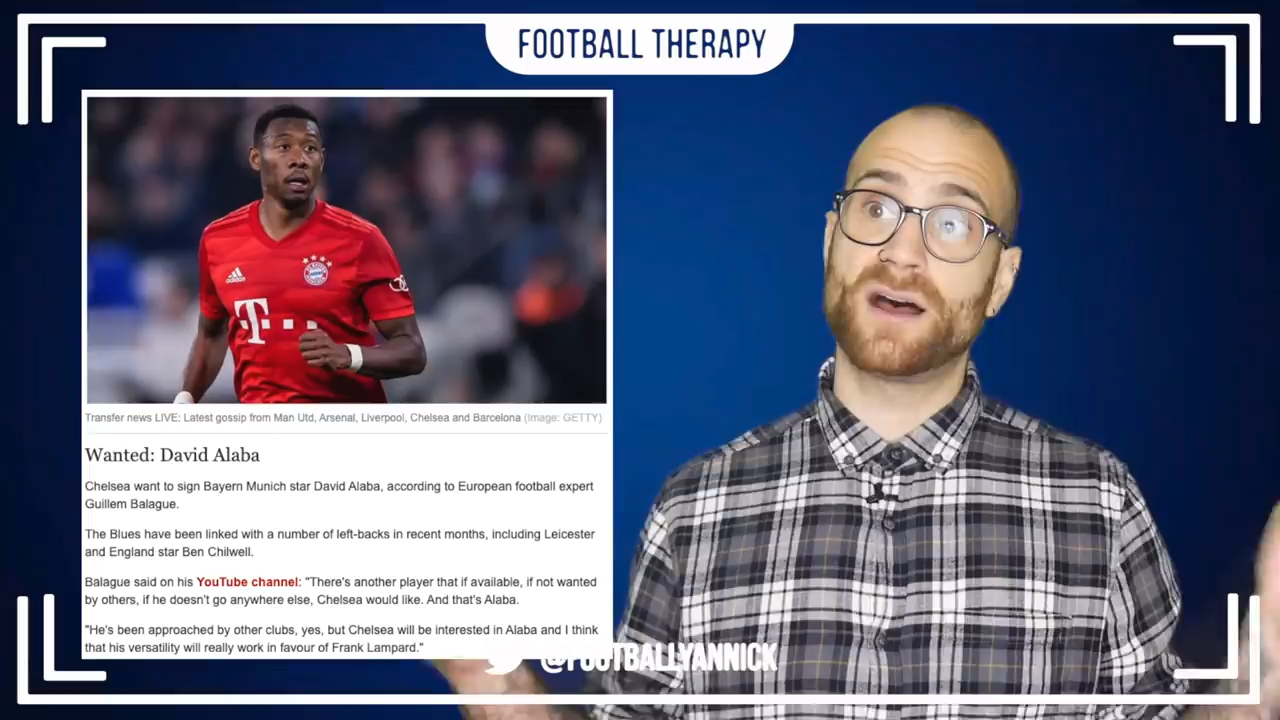 FOOTBALL THERAPY
T
Transfer news LIVE: Latest gossip from Man Utd, Arsenal, Liverpool, Chelsea and Barcelona (Image: GETTY)
Wanted: David Alaba
Chelsea want to sign Bayern Munich star David Alaba, according to European football expert
Guillem Balague.
The Blues have been linked with a number of left-backs in recent months, including Leicester
and England star Ben Chilwell.
Balague said on his YouTube channel: "There's another player that if available, if not wanted
by others, if he doesn't go anywhere else, Chelsea would like. And that's Alaba.
"He's been approached by other clubs, yes, but Chelsea will be interested in Alaba and I think
that his versatility will really work in favour of Frank Lampard."
@FOOTBALLYANNICK